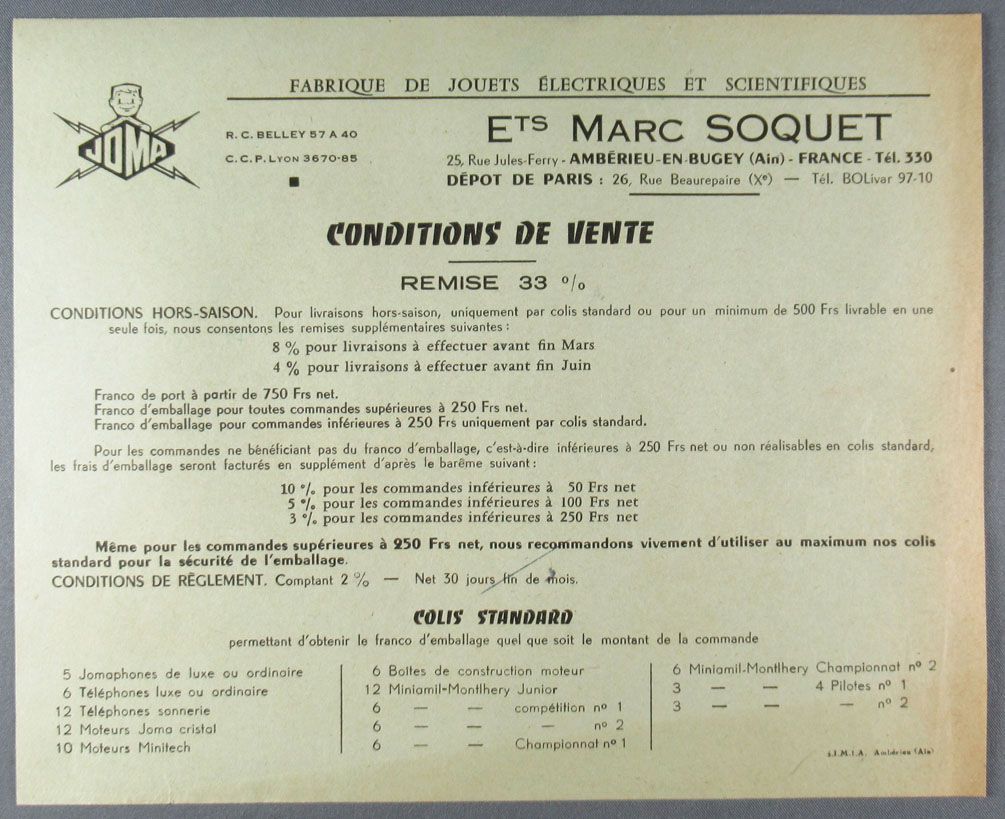 FABRIQUE DE JOUETS ÉLECTRIQUES ET SCIENTIFIQUES
JOMA
R. C. BELLEY 57 A 40
C. C. P. LYON 3670-85
ETS MARC SOQUET
25, Rue Jules-Ferry - AMBÉRIEU-EN-BUGEY (Ain) - FRANCE - Tél. 330
DÉPOT DE PARIS : 26, Rue Beaurepaire (Xe) — Tél. BOLivar 97-10
CONDITIONS DE VENTE
REMISE 33 %
CONDITIONS HORS-SAISON. Pour livraisons hors-saison, uniquement par colis standard ou pour un minimum de 500 Frs livrable en une
seule fois, nous consentons les remises supplémentaires suivantes :
8 % pour livraisons à effectuer avant fin Mars
4 % pour livraisons à effectuer avant fin Juin
Franco de port à partir de 750 Frs net.
Franco d'emballage pour toutes commandes supérieures à 250 Frs net.
Franco d'emballage pour commandes inférieures à 250 Frs uniquement par colis standard.
Pour les commandes ne bénéficiant pas du franco d'emballage, c'est-à-dire inférieures à 250 Frs net ou non réalisables en colis standard,
les frais d'emballage seront facturés en supplément d'après le barême suivant :
10 % pour les commandes inférieures à 50 Frs net
5 % pour les commandes inférieures à 100 Frs net
3 % pour les commandes inférieures à 250 Frs net
Même pour les commandes supérieures à 250 Frs net, nous recommandons vivement d'utiliser au maximum nos colis
standard pour la sécurité de l'emballage.
CONDITIONS DE RÈGLEMENT. Comptant 2 % — Net 30 jours fin de mois.
COLIS STANDARD
permettant d'obtenir le franco d'emballage quel que soit le montant de la commande
5 Jomaphones de luxe ou ordinaire
6 Téléphones luxe ou ordinaire
12 Téléphones sonnerie
12 Moteurs Joma cristal
10 Moteurs Minitech
6 Boîtes de construction moteur
12 Miniamil-Montlhery Junior
6 — — compétition n° 1
6 — — — n° 2
6 — — Championnat n° 1
6 Miniamil-Montlhery Championnat n° 2
3 — — 4 Pilotes n° 1
3 — — — n° 2
S.I.M.I.A. Ambérieu (Ain)